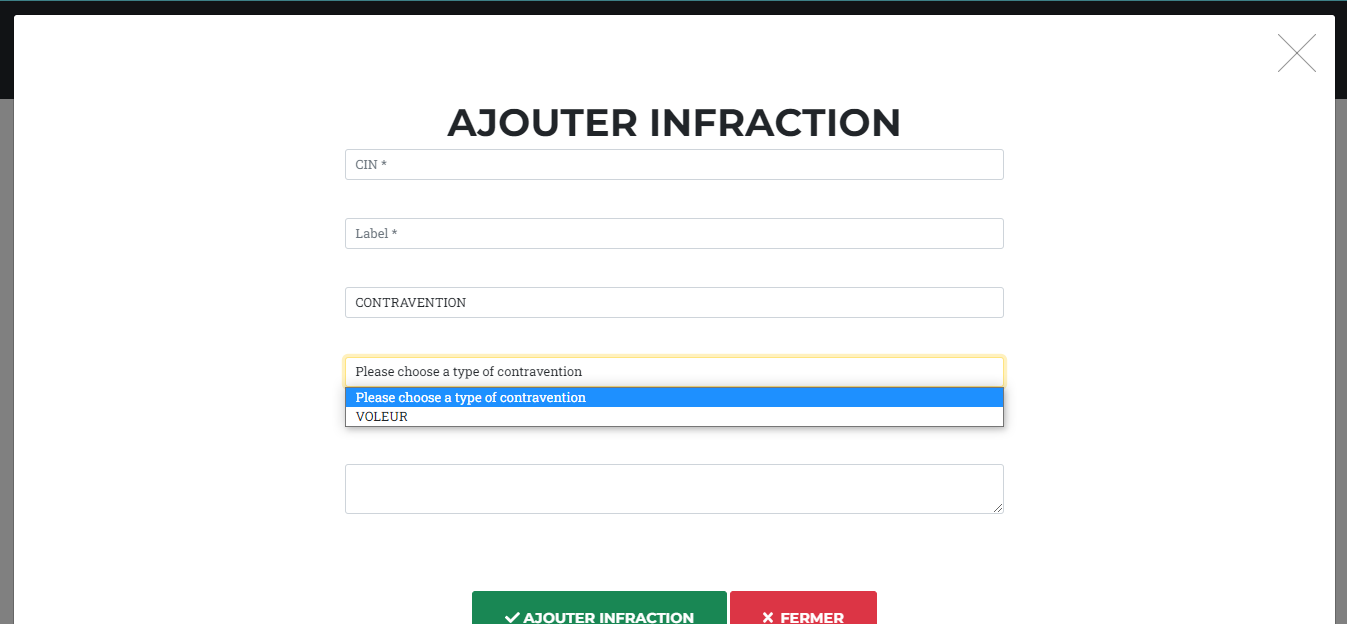 AJOUTER INFRACTION
CIN *
Label *
CONTRAVENTION
Please choose a type of contravention
Please choose a type of contravention
VOLEUR
AJOUTER INFRACTION
FERMER